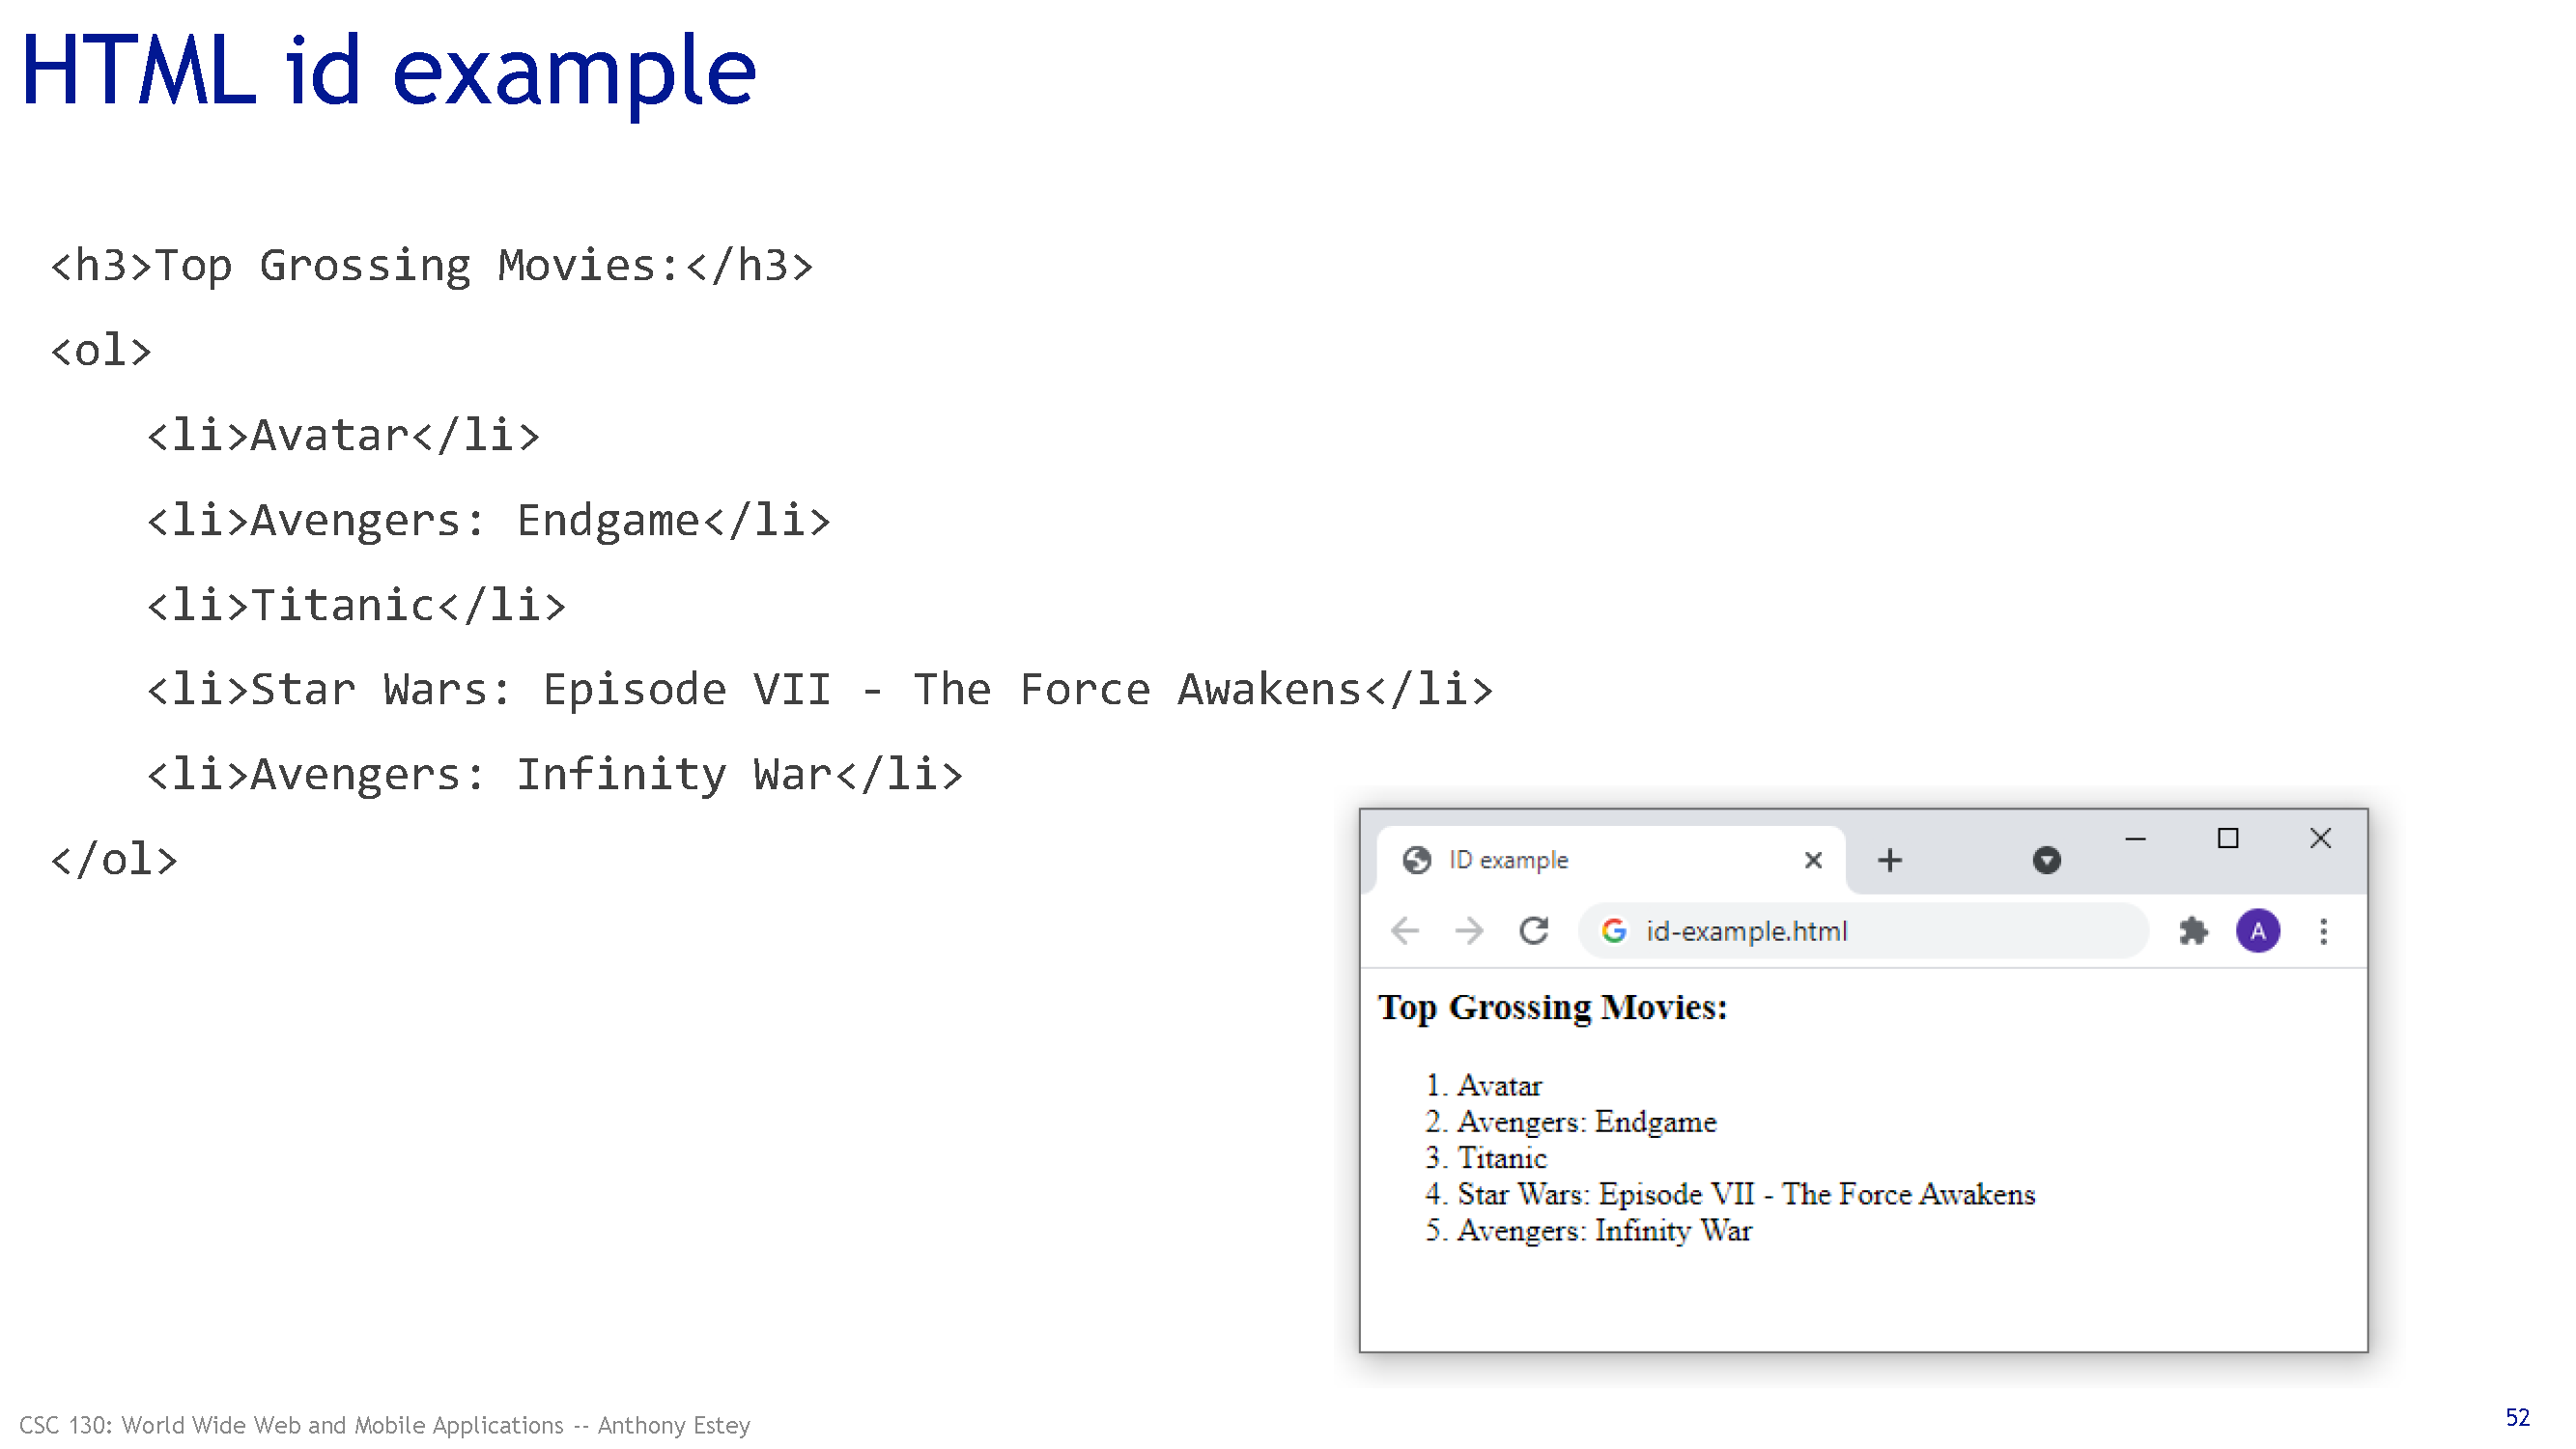 HTML id example
<h3>Top Grossing Movies:</h3>
<ol>
<li>Avatar</li>
<li>Avengers: Endgame</li>
<li>Titanic</li>
<li>Star Wars: Episode VII - The Force Awakens</li>
<li>Avengers: Infinity War</li>
</ol>
ID example
id-example.html
A
Top Grossing Movies:
1. Avatar
2. Avengers: Endgame
3. Titanic
4. Star Wars: Episode VII - The Force Awakens
5. Avengers: Infinity War
CSC 130: World Wide Web and Mobile Applications -- Anthony Estey
52